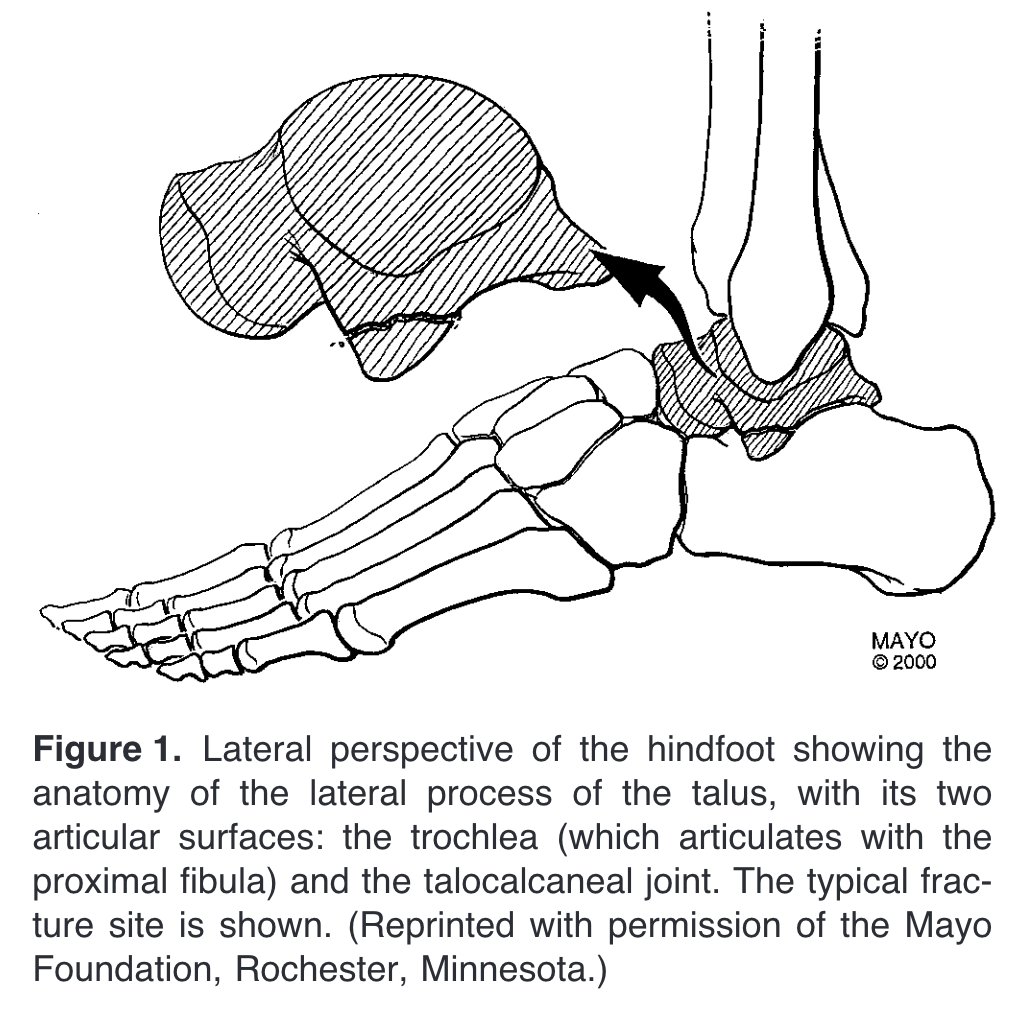 MAYO
© 2000
Figure 1. Lateral perspective of the hindfoot showing the
anatomy of the lateral process of the talus, with its two
articular surfaces: the trochlea (which articulates with the
proximal fibula) and the talocalcaneal joint. The typical frac-
ture site is shown. (Reprinted with permission of the Mayo
Foundation, Rochester, Minnesota.)